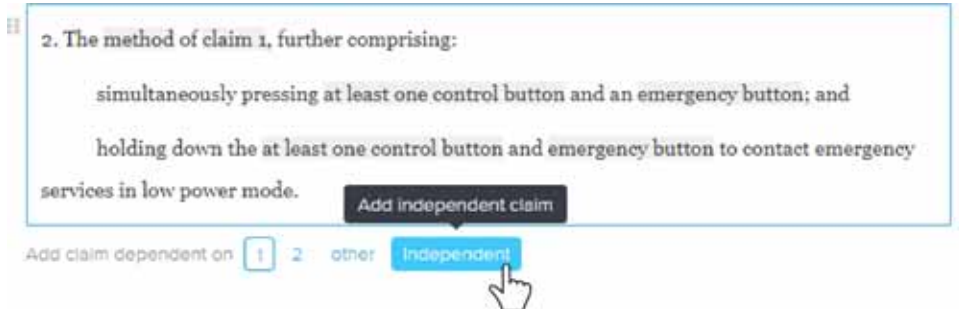 2. The method of claim 1, further comprising:
simultaneously pressing at least one control button and an emergency button; and
holding down the at least one control button and emergency button to contact emergency
services in low power mode.
Add independent claim
Add claim dependent on 1 2 other Independent